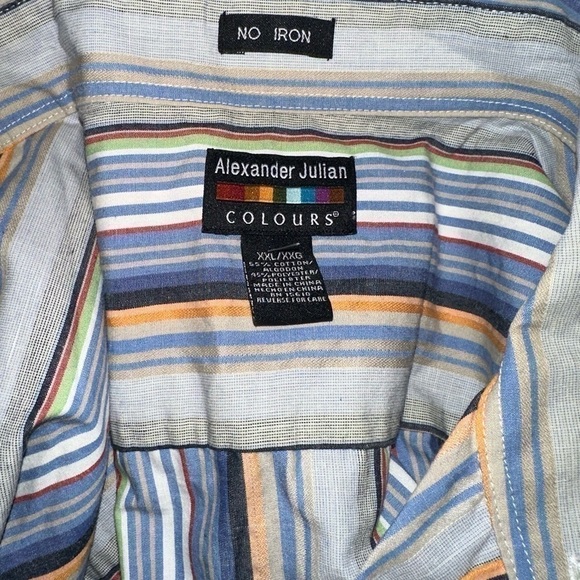 NO IRON
Alexander Julian
COLOURS®
XXL/XXG
55% COTTON/
ALGODON
45% POLYESTER/
POLIESTER
MADE IN CHINA
HECHO EN CHINA
RN 15610
REVERSE FOR CARE